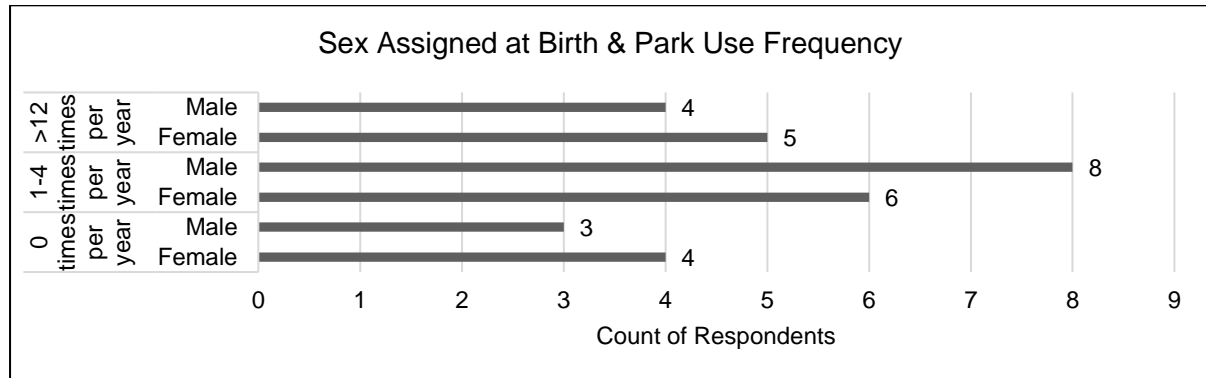 Sex Assigned at Birth & Park Use Frequency
>12
times
per
year
Male
4
Female
5
1-4
times
per
year
Male
8
Female
6
0
times
per
year
Male
3
Female
4
0 1 2 3 4 5 6 7 8 9
Count of Respondents